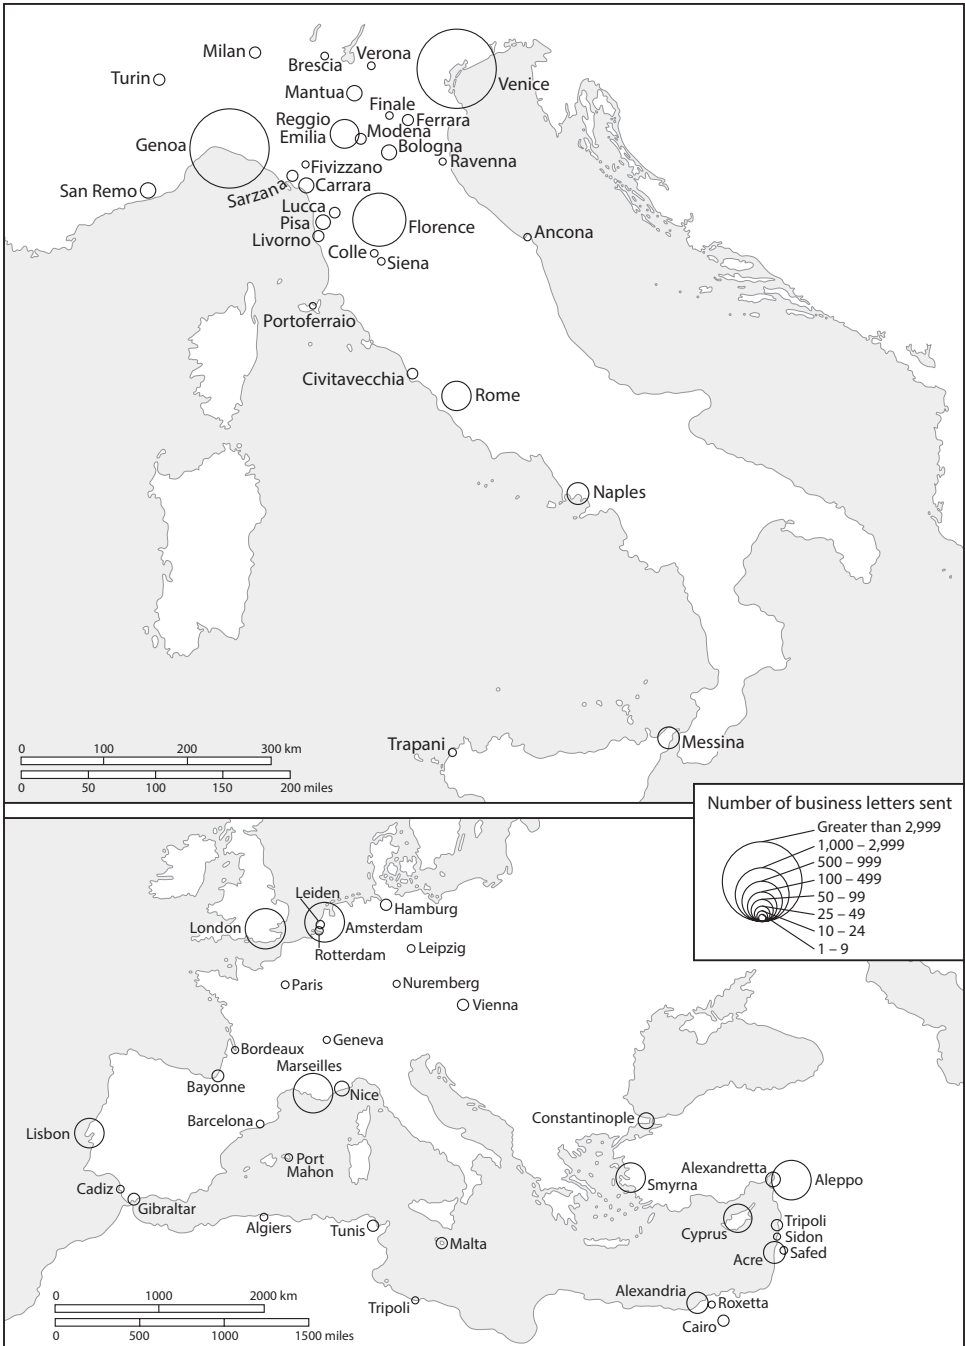 Milan
Brescia
Verona
Turin
Venice
Mantua
Finale
Ferrara
Reggio
Emilia
Modena
Genoa
Bologna
Ravenna
Fivizzano
San Remo
Sarzana
Carrara
Lucca
Pisa
Florence
Livorno
Ancona
Colle
Siena
Portoferraio
Civitavecchia
Rome
Naples
Trapani
Messina
0 100 200 300 km
0 50 100 150 200 miles
Number of business letters sent
Greater than 2,999
1,000 – 2,999
500 – 999
100 – 499
50 – 99
25 – 49
10 – 24
1 – 9
Leiden
Hamburg
London
Amsterdam
Rotterdam
Leipzig
Paris
Nuremberg
Vienna
Geneva
Bordeaux
Marseilles
Bayonne
Nice
Barcelona
Constantinople
Lisbon
Port
Mahon
Alexandretta
Aleppo
Cadiz
Smyrna
Gibraltar
Algiers
Tunis
Cyprus
Tripoli
Sidon
Malta
Safed
Acre
Alexandria
Roxetta
Tripoli
Cairo
0 1000 2000 km
0 500 1000 1500 miles